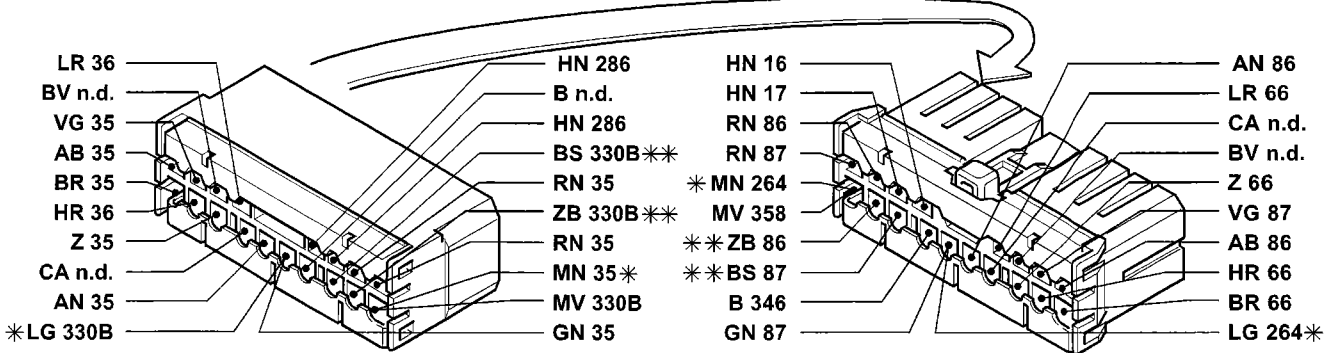 LR 36
BV n.d.
VG 35
AB 35
BR 35
HR 36
Z 35
CA n.d.
AN 35
*LG 330B
HN 286
B n.d.
HN 286
BS 330B**
RN 35
ZB 330B**
RN 35
MN 35*
MV 330B
GN 35
HN 16
HN 17
RN 86
RN 87
*MN 264
MV 358
**ZB 86
**BS 87
B 346
GN 87
AN 86
LR 66
CA n.d.
BV n.d.
Z 66
VG 87
AB 86
HR 66
BR 66
LG 264*